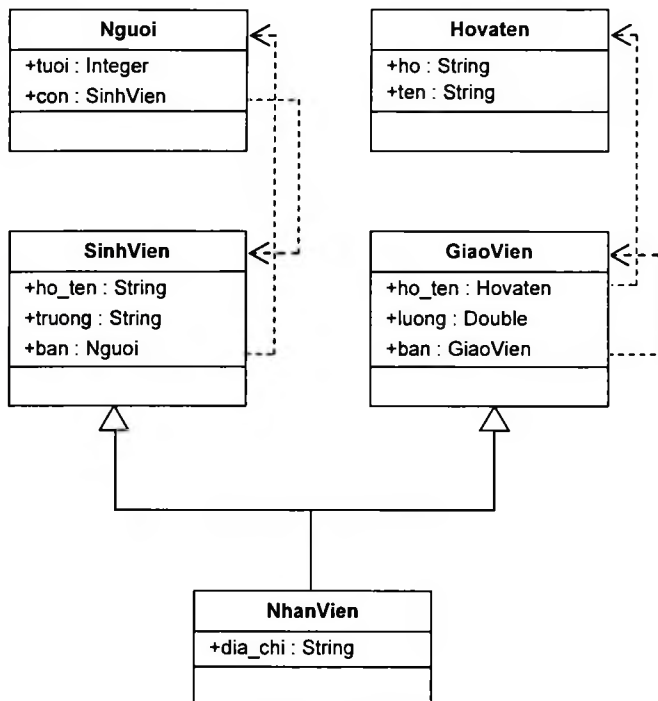 Nguoi
+tuoi : Integer
+con : SinhVien
Hovaten
+ho : String
+ten : String
SinhVien
+ho_ten : String
+truong : String
+ban : Nguoi
GiaoVien
+ho_ten : Hovaten
+luong : Double
+ban : GiaoVien
NhanVien
+dia_chi : String